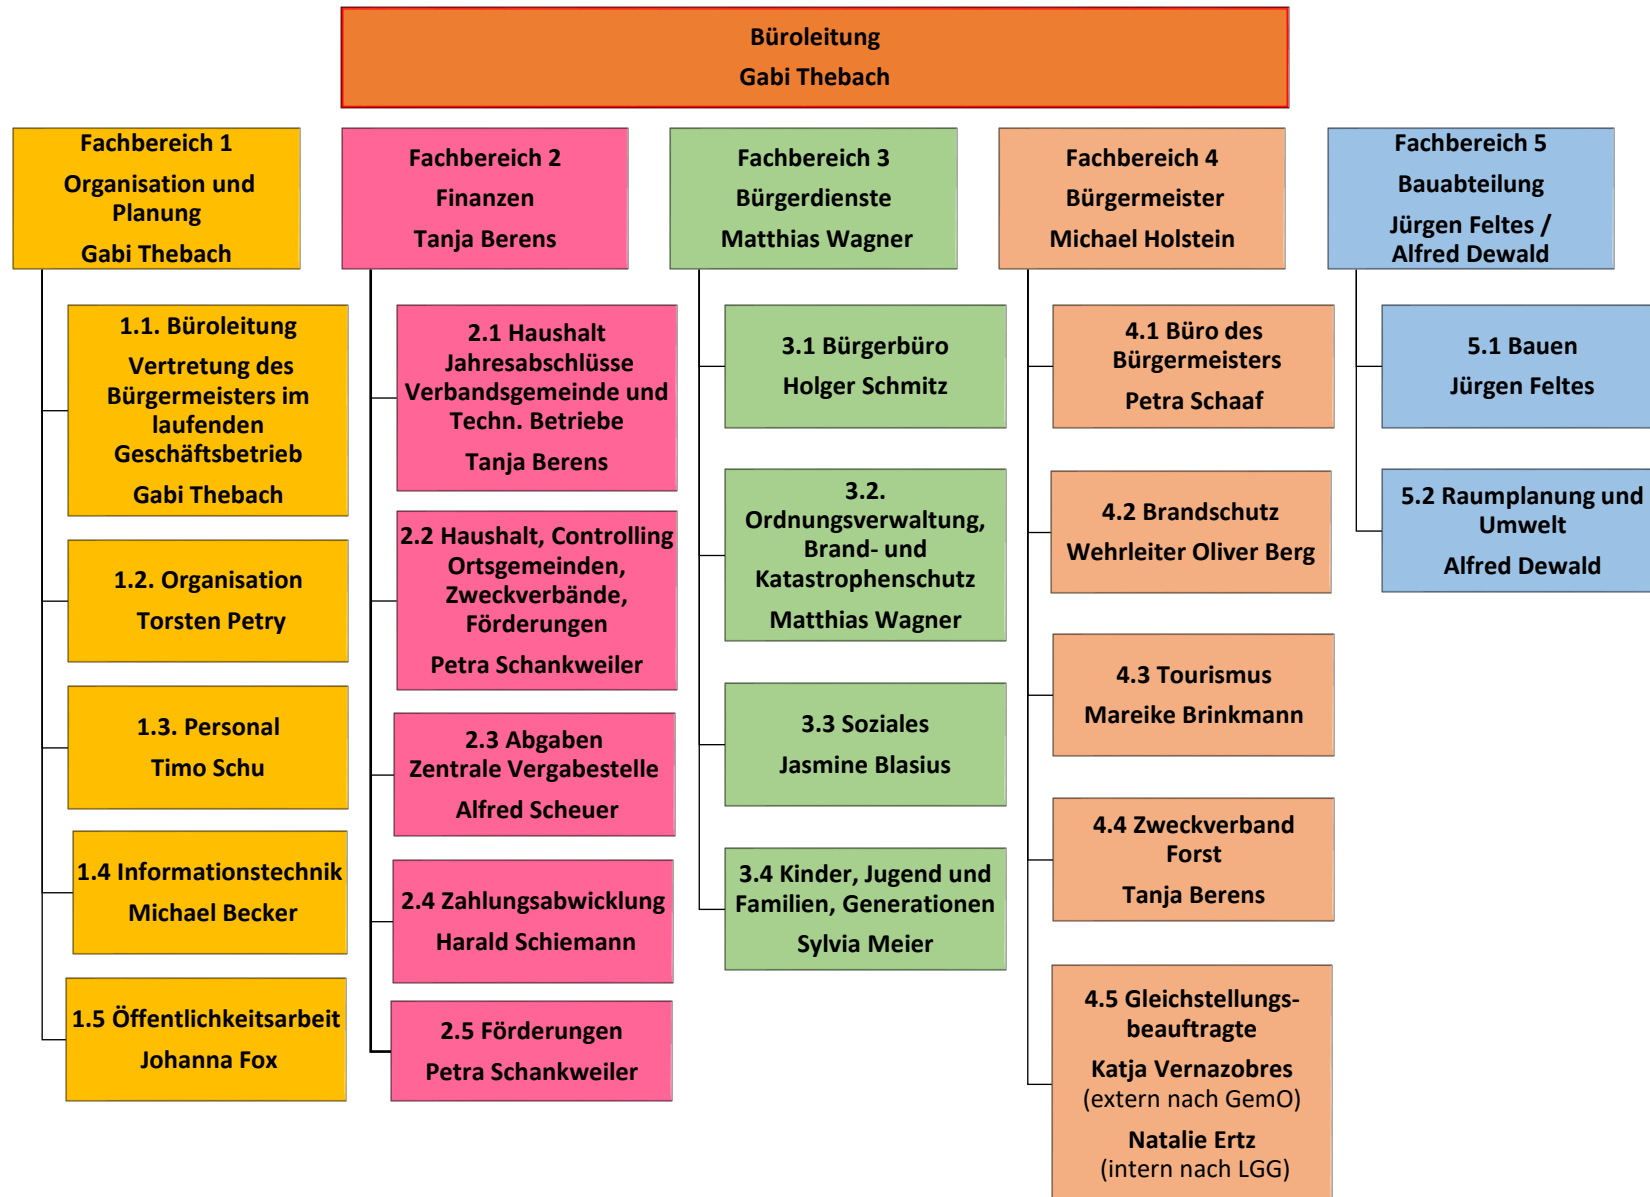 Büroleitung
Gabi Thebach
Fachbereich 1
Organisation und
Planung
Gabi Thebach
1.1. Büroleitung
Vertretung des
Bürgermeisters im
laufenden
Geschäftsbetrieb
Gabi Thebach
1.2. Organisation
Torsten Petry
1.3. Personal
Timo Schu
1.4 Informationstechnik
Michael Becker
1.5 Öffentlichkeitsarbeit
Johanna Fox
Fachbereich 2
Finanzen
Tanja Berens
2.1 Haushalt
Jahresabschlüsse
Verbandsgemeinde und
Techn. Betriebe
Tanja Berens
2.2 Haushalt, Controlling
Ortsgemeinden,
Zweckverbände,
Förderungen
Petra Schankweiler
2.3 Abgaben
Zentrale Vergabestelle
Alfred Scheuer
2.4 Zahlungsabwicklung
Harald Schiemann
2.5 Förderungen
Petra Schankweiler
Fachbereich 3
Bürgerdienste
Matthias Wagner
3.1 Bürgerbüro
Holger Schmitz
3.2.
Ordnungsverwaltung,
Brand- und
Katastrophenschutz
Matthias Wagner
3.3 Soziales
Jasmine Blasius
3.4 Kinder, Jugend und
Familien, Generationen
Sylvia Meier
Fachbereich 4
Bürgermeister
Michael Holstein
4.1 Büro des
Bürgermeisters
Petra Schaaf
4.2 Brandschutz
Wehrleiter Oliver Berg
4.3 Tourismus
Mareike Brinkmann
4.4 Zweckverband
Forst
Tanja Berens
4.5 Gleichstellungs-
beauftragte
Katja Vernazobres
(extern nach GemO)
Natalie Ertz
(intern nach LGG)
Fachbereich 5
Bauabteilung
Jürgen Feltes /
Alfred Dewald
5.1 Bauen
Jürgen Feltes
5.2 Raumplanung und
Umwelt
Alfred Dewald